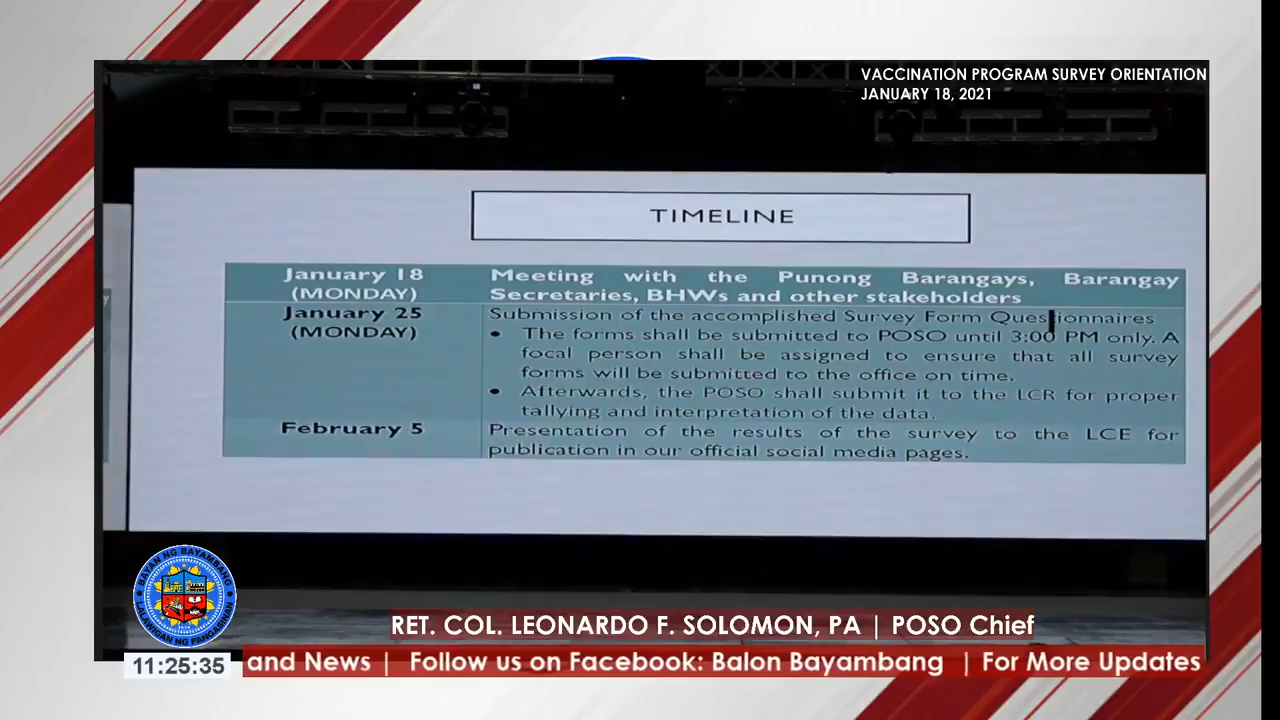 VACCINATION PROGRAM SURVEY ORIENTATION
JANUARY 18, 2021
TIMELINE
January 18
(MONDAY)
Meeting with the Punong Barangays, Barangay
Secretaries, BHWs and other stakeholders
January 25
(MONDAY)
Submission of the accomplished Survey Form Questionnaires
• The forms shall be submitted to POSO until 3:00 PM only. A
focal person shall be assigned to ensure that all survey
forms will be submitted to the office on time.
• Afterwards, the POSO shall submit it to the LCR for proper
tallying and interpretation of the data.
February 5
Presentation of the results of the survey to the LCE for
publication in our official social media pages.
BAYAN NG BAYAMBANG
LALAWIGAN NG PANGASINAN
RET. COL. LEONARDO F. SOLOMON, PA | POSO Chief
11:25:35
and News | Follow us on Facebook: Balon Bayambang | For More Updates